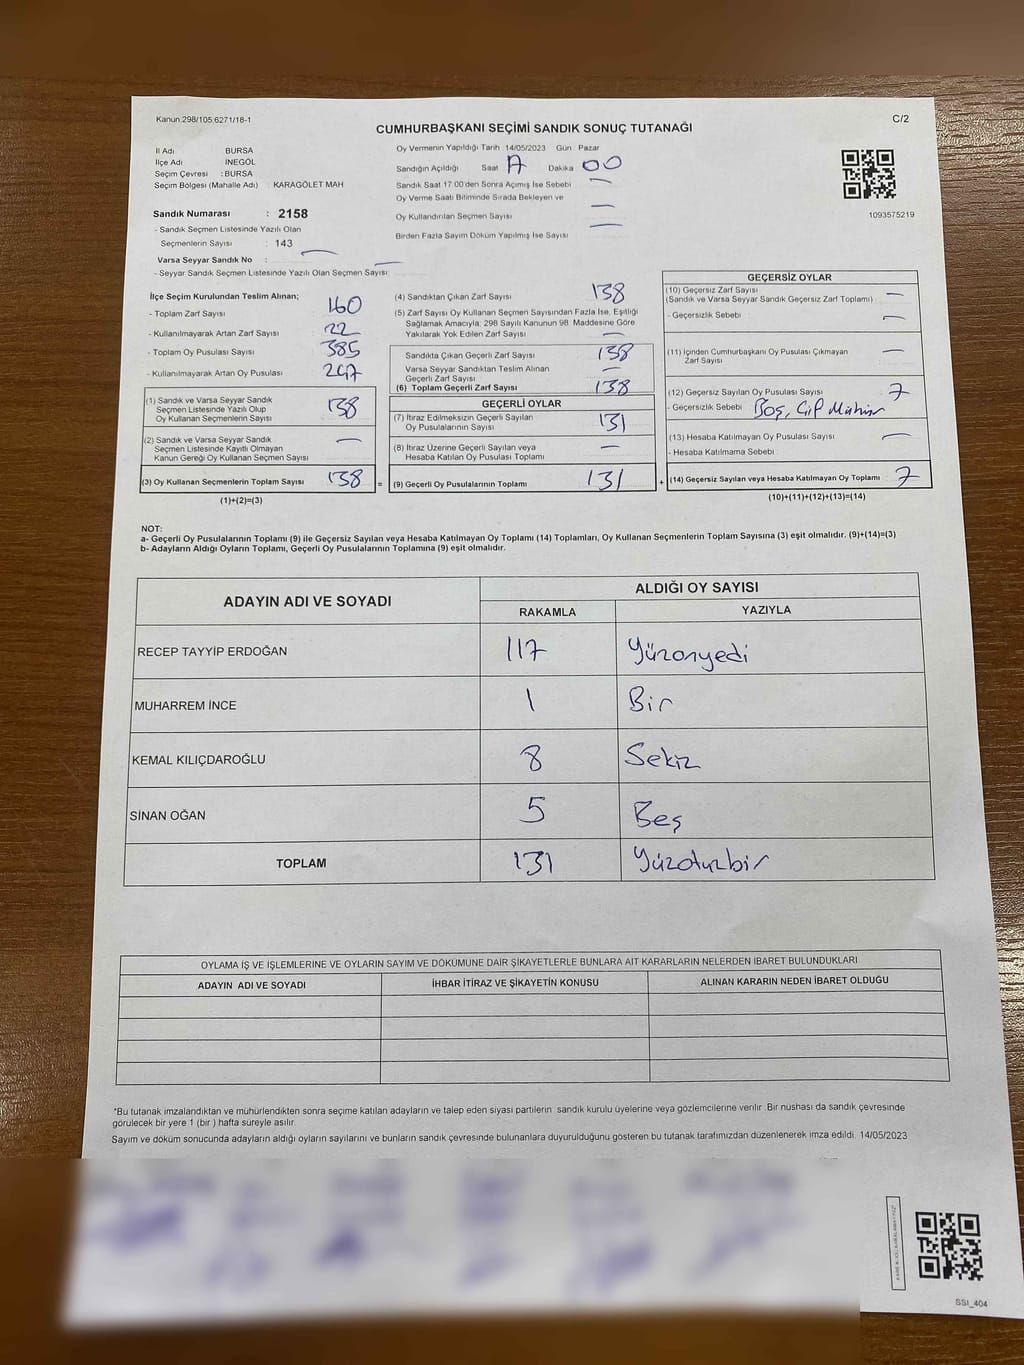 Kanun 298/105,6271/18-1
C/2
CUMHURBAŞKANI SEÇİMİ SANDIK SONUÇ TUTANAĞI
İl Adı BURSA
İlçe Adı İNEGÖL
Seçim Çevresi : BURSA
Seçim Bölgesi (Mahalle Adı) : KARAGÖLET MAH
Sandık Numarası : 2158
- Sandık Seçmen Listesinde Yazılı Olan
Seçmenlerin Sayısı : 143
Varsa Seyyar Sandık No : —
- Seyyar Sandık Seçmen Listesinde Yazılı Olan Seçmen Sayısı: —
Oy Vermenin Yapıldığı Tarih : 14/05/2023 Gün : Pazar
Sandığın Açıldığı Saat 17 Dakika 00
Sandık Saat 17:00'den Sonra Açımış İse Sebebi —
Oy Verme Saati Bitiminde Sırada Bekleyen ve
Oy Kullandırılan Seçmen Sayısı —
Birden Fazla Sayım Döküm Yapılmış İse Sayısı —
1093575219
İlçe Seçim Kurulundan Teslim Alınan;
- Toplam Zarf Sayısı : 160
- Kullanılmayarak Artan Zarf Sayısı : 22
- Toplam Oy Pusulası Sayısı : 385
- Kullanılmayarak Artan Oy Pusulası : 247
(1) Sandık ve Varsa Seyyar Sandık
Seçmen Listesinde Yazılı Olup
Oy Kullanan Seçmenlerin Sayısı 138
(2) Sandık ve Varsa Seyyar Sandık
Seçmen Listesinde Kayıtlı Olmayan
Kanun Gereği Oy Kullanan Seçmen Sayısı —
(3) Oy Kullanan Seçmenlerin Toplam Sayısı 138
(1)+(2)=(3)
=
(4) Sandıktan Çıkan Zarf Sayısı 138
(5) Zarf Sayısı Oy Kullanan Seçmen Sayısından Fazla İse, Eşitliği
Sağlamak Amacıyla; 298 Sayılı Kanunun 98. Maddesine Göre
Yakılarak Yok Edilen Zarf Sayısı —
Sandıkta Çıkan Geçerli Zarf Sayısı 138
Varsa Seyyar Sandıktan Teslim Alınan
Geçerli Zarf Sayısı —
(6) Toplam Geçerli Zarf Sayısı 138
GEÇERLİ OYLAR
(7) İtiraz Edilmeksizin Geçerli Sayılan
Oy Pusulalarının Sayısı 131
(8) İtiraz Üzerine Geçerli Sayılan veya
Hesaba Katılan Oy Pusulası Toplamı —
(9) Geçerli Oy Pusulalarının Toplamı 131
+
GEÇERSİZ OYLAR
(10) Geçersiz Zarf Sayısı
(Sandık ve Varsa Seyyar Sandık Geçersiz Zarf Toplamı) —
- Geçersizlik Sebebi —
(11) İçinden Cumhurbaşkanı Oy Pusulası Çıkmayan
Zarf Sayısı —
(12) Geçersiz Sayılan Oy Pusulası Sayısı 7
- Geçersizlik Sebebi Boş, Çift Mühür
(13) Hesaba Katılmayan Oy Pusulası Sayısı —
- Hesaba Katılmama Sebebi
(14) Geçersiz Sayılan veya Hesaba Katılmayan Oy Toplamı : 7
(10)+(11)+(12)+(13)=(14)
NOT:
a- Geçerli Oy Pusulalarının Toplamı (9) ile Geçersiz Sayılan veya Hesaba Katılmayan Oy Toplamı (14) Toplamları, Oy Kullanan Seçmenlerin Toplam Sayısına (3) eşit olmalıdır. (9)+(14)=(3)
b- Adayların Aldığı Oyların Toplamı, Geçerli Oy Pusulalarının Toplamına (9) eşit olmalıdır.
ADAYIN ADI VE SOYADI
ALDIĞI OY SAYISI
RAKAMLA YAZIYLA
RECEP TAYYİP ERDOĞAN 117 Yüzonyedi
MUHARREM İNCE 1 Bir
KEMAL KILIÇDAROĞLU 8 Sekiz
SİNAN OĞAN 5 Beş
TOPLAM 131 Yüzotuzbir
OYLAMA İŞ VE İŞLEMLERİNE VE OYLARIN SAYIM VE DÖKÜMÜNE DAİR ŞİKAYETLERLE BUNLARA AİT KARARLARIN NELERDEN İBARET BULUNDUKLARI
ADAYIN ADI VE SOYADI İHBAR İTİRAZ VE ŞİKAYETİN KONUSU ALINAN KARARIN NEDEN İBARET OLDUĞU
*Bu tutanak imzalandıktan ve mühürlendikten sonra seçime katılan adayların ve talep eden siyasi partilerin sandık kurulu üyelerine veya gözlemcilerine verilir. Bir nushası da sandık çevresinde
görülecek bir yere 1 (bir ) hafta süreyle asılır.
Sayım ve döküm sonucunda adayların aldığı oyların sayılarını ve bunların sandık çevresinde bulunanlara duyurulduğunu gösteren bu tutanak tarafımızdan düzenlenerek imza edildi. 14/05/2023
SSI_404